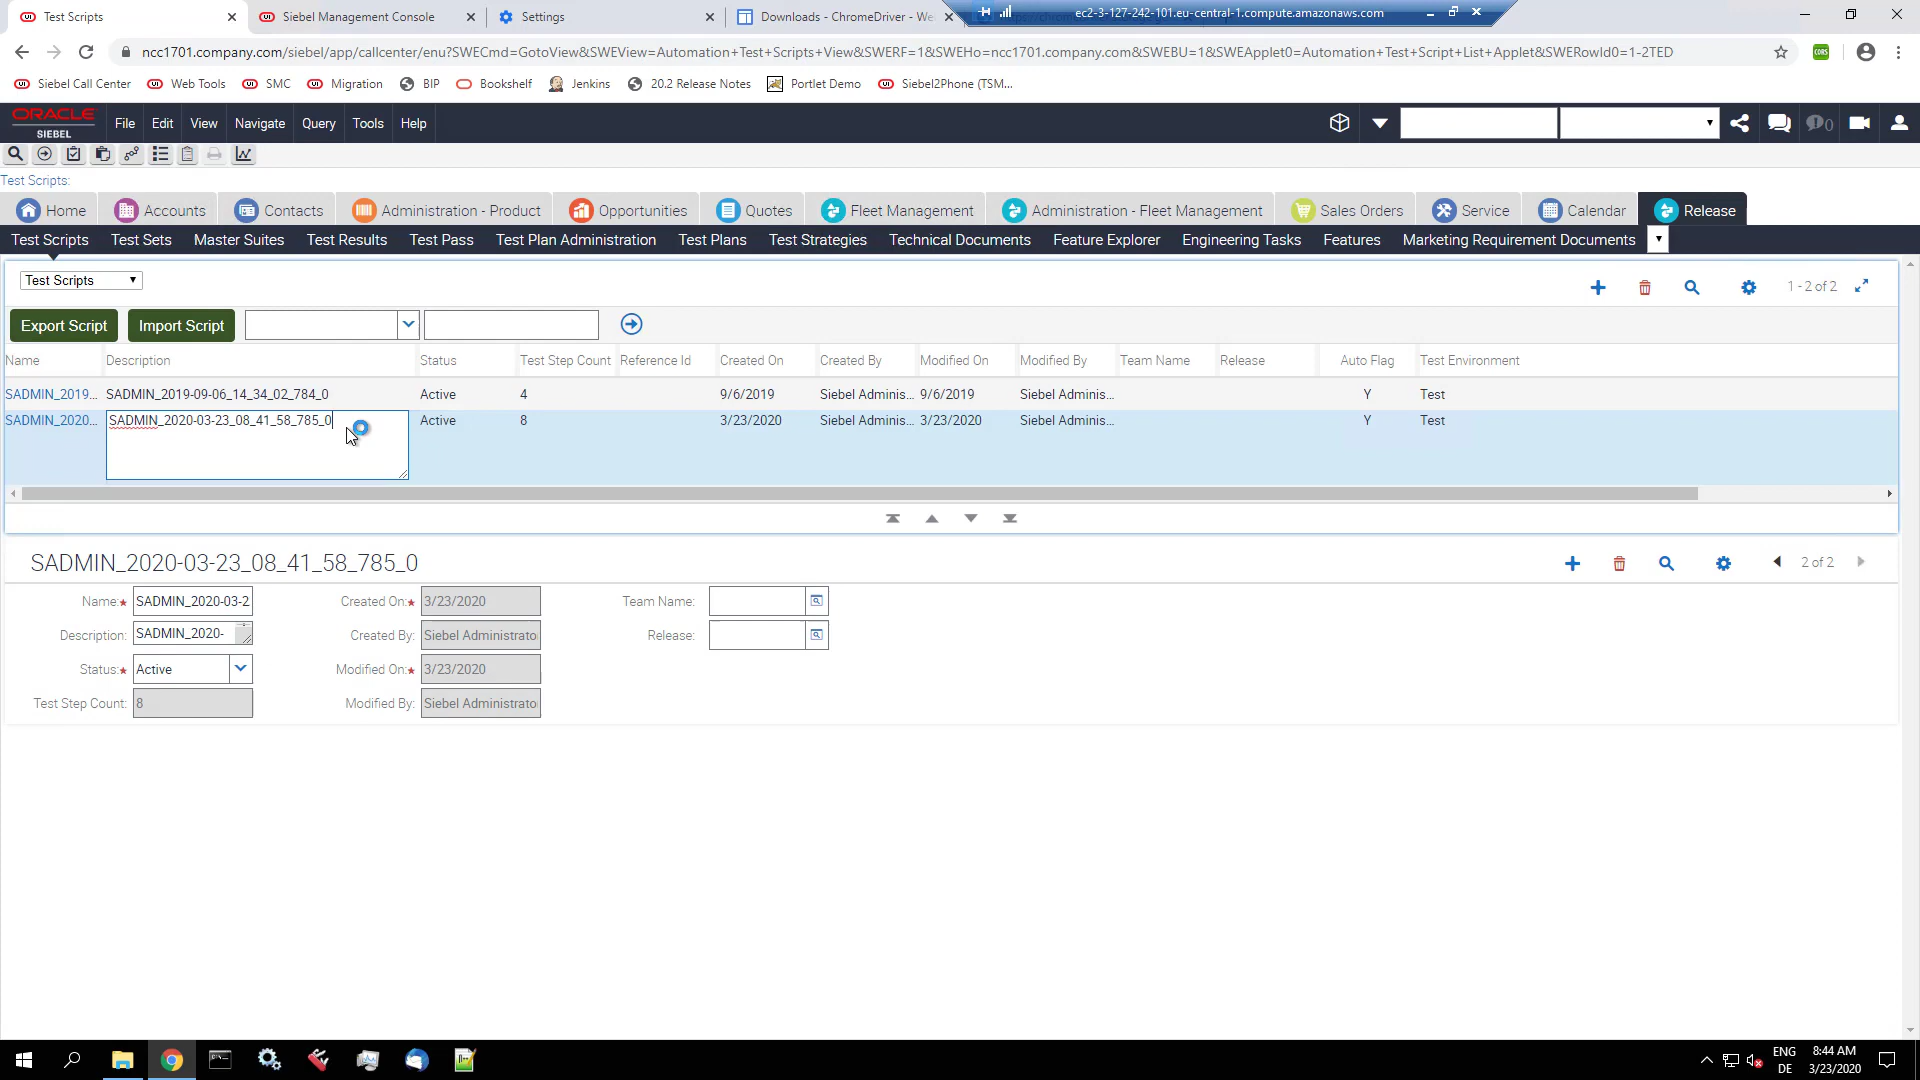 Test Scripts
Siebel Management Console
Settings
Downloads - ChromeDriver - We
ec2-3-127-242-101.eu-central-1.compute.amazonaws.com
ncc1701.company.com/siebel/app/callcenter/enu?SWECmd=GotoView&SWEView=Automation+Test+Scripts+View&SWERF=1&SWEHo=ncc1701.company.com&SWEBU=1&SWEApplet0=Automation+Test+Script+List+Applet&SWERowId0=1-2TED
Siebel Call Center Web Tools SMC Migration BIP Bookshelf Jenkins 20.2 Release Notes Portlet Demo Siebel2Phone (TSM...
ORACLE
SIEBEL
File Edit View Navigate Query Tools Help
0
Test Scripts:
Home Accounts Contacts Administration - Product Opportunities Quotes Fleet Management Administration - Fleet Management Sales Orders Service Calendar Release
Test Scripts Test Sets Master Suites Test Results Test Pass Test Plan Administration Test Plans Test Strategies Technical Documents Feature Explorer Engineering Tasks Features Marketing Requirement Documents
Test Scripts
1 - 2 of 2
Export Script Import Script
Name Description Status Test Step Count Reference Id Created On Created By Modified On Modified By Team Name Release Auto Flag Test Environment
SADMIN_2019... SADMIN_2019-09-06_14_34_02_784_0 Active 4 9/6/2019 Siebel Adminis... 9/6/2019 Siebel Adminis... Y Test
SADMIN_2020... SADMIN_2020-03-23_08_41_58_785_0 Active 8 3/23/2020 Siebel Adminis... 3/23/2020 Siebel Adminis... Y Test
SADMIN_2020-03-23_08_41_58_785_0
2 of 2
Name:* SADMIN_2020-03-2 Created On:* 3/23/2020 Team Name:
Description: SADMIN_2020- Created By: Siebel Administrato Release:
Status:* Active Modified On:* 3/23/2020
Test Step Count: 8 Modified By: Siebel Administrato
ENG
DE
8:44 AM
3/23/2020